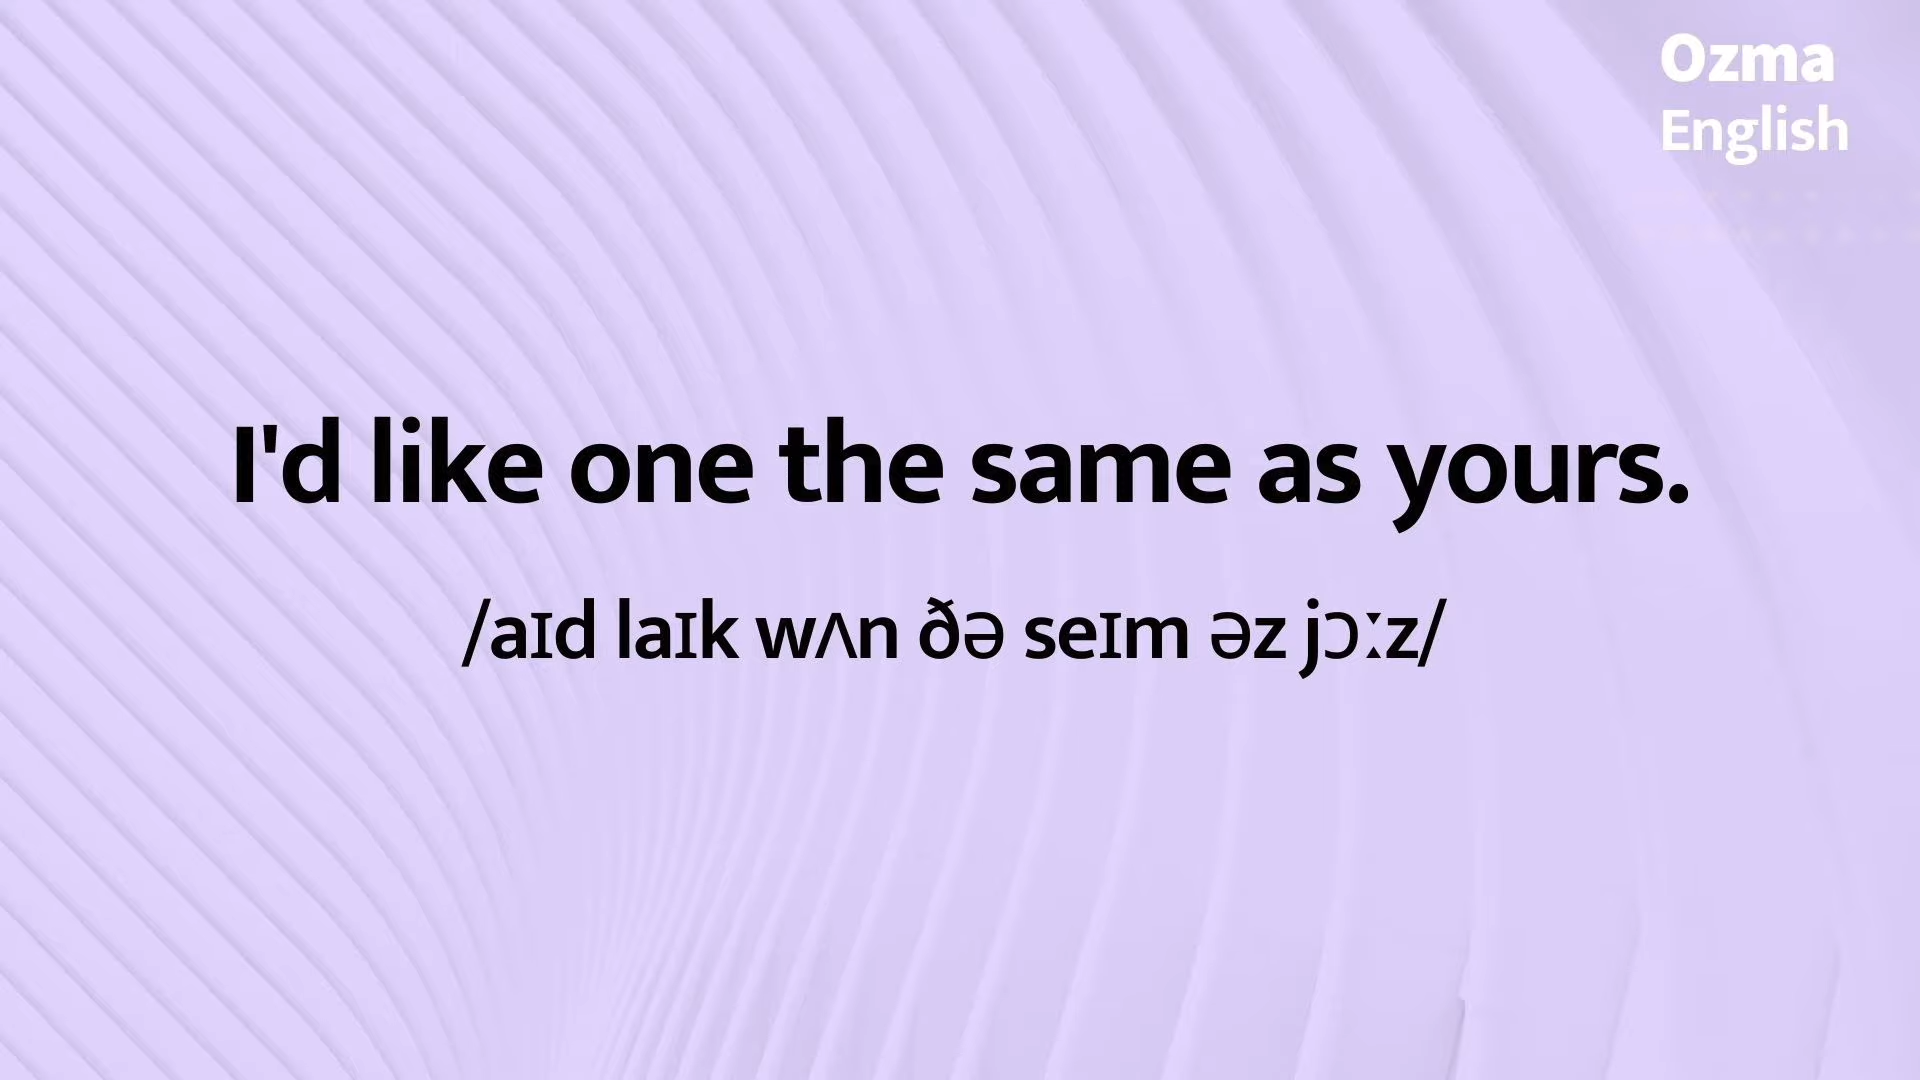 Ozma
English
I'd like one the same as yours.
/aɪd laɪk wʌn ðə seɪm əz jɔːz/